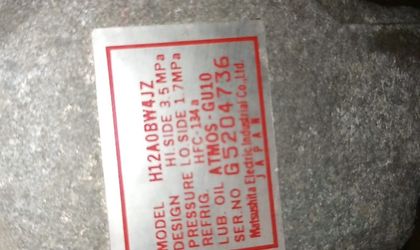 MODEL H12A0BW4JZ
DESIGN HI.SIDE 3.5MPa
PRESSURE LO.SIDE 1.7MPa
REFRIG. HFC-134a
LUB. OIL ATMOS-GU10
SER.NO G5204736
Matsushita Electric Industrial Co.,Ltd.
JAPAN